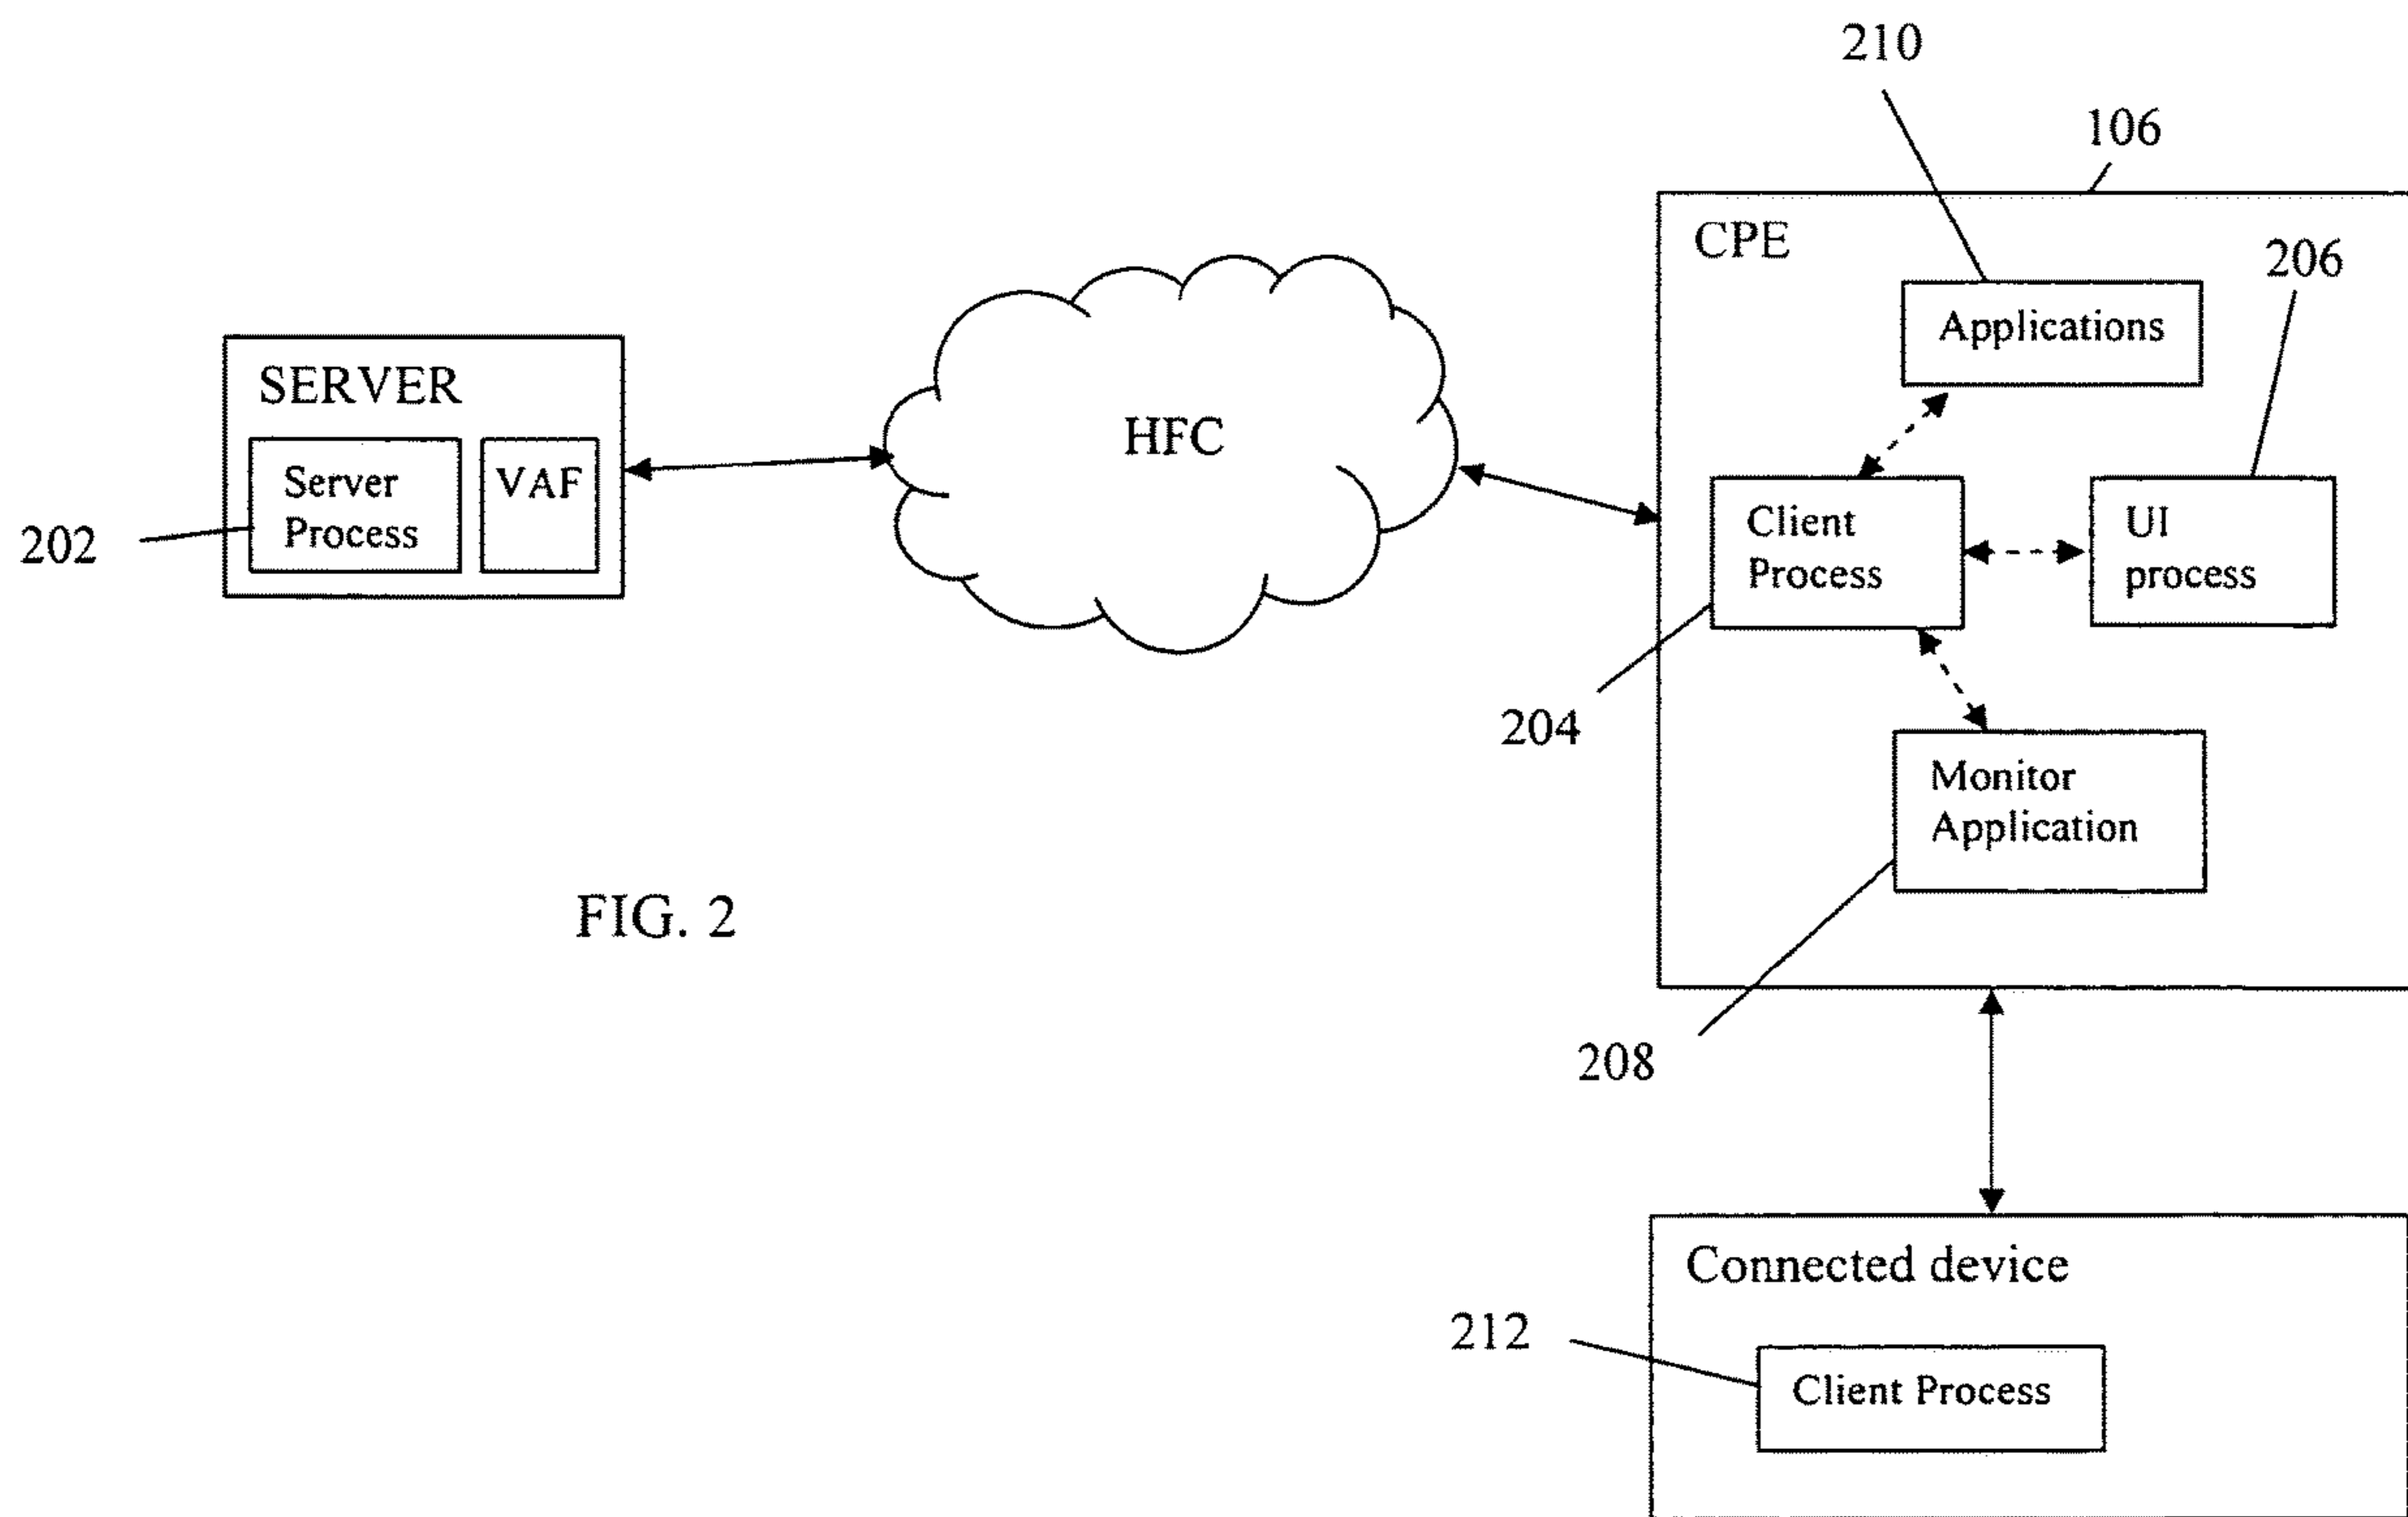 210
106
CPE
206
Applications
SERVER
HFC
Server
Process
VAF
202
Client
Process
UI
process
204
Monitor
Application
FIG. 2
208
Connected device
212
Client Process